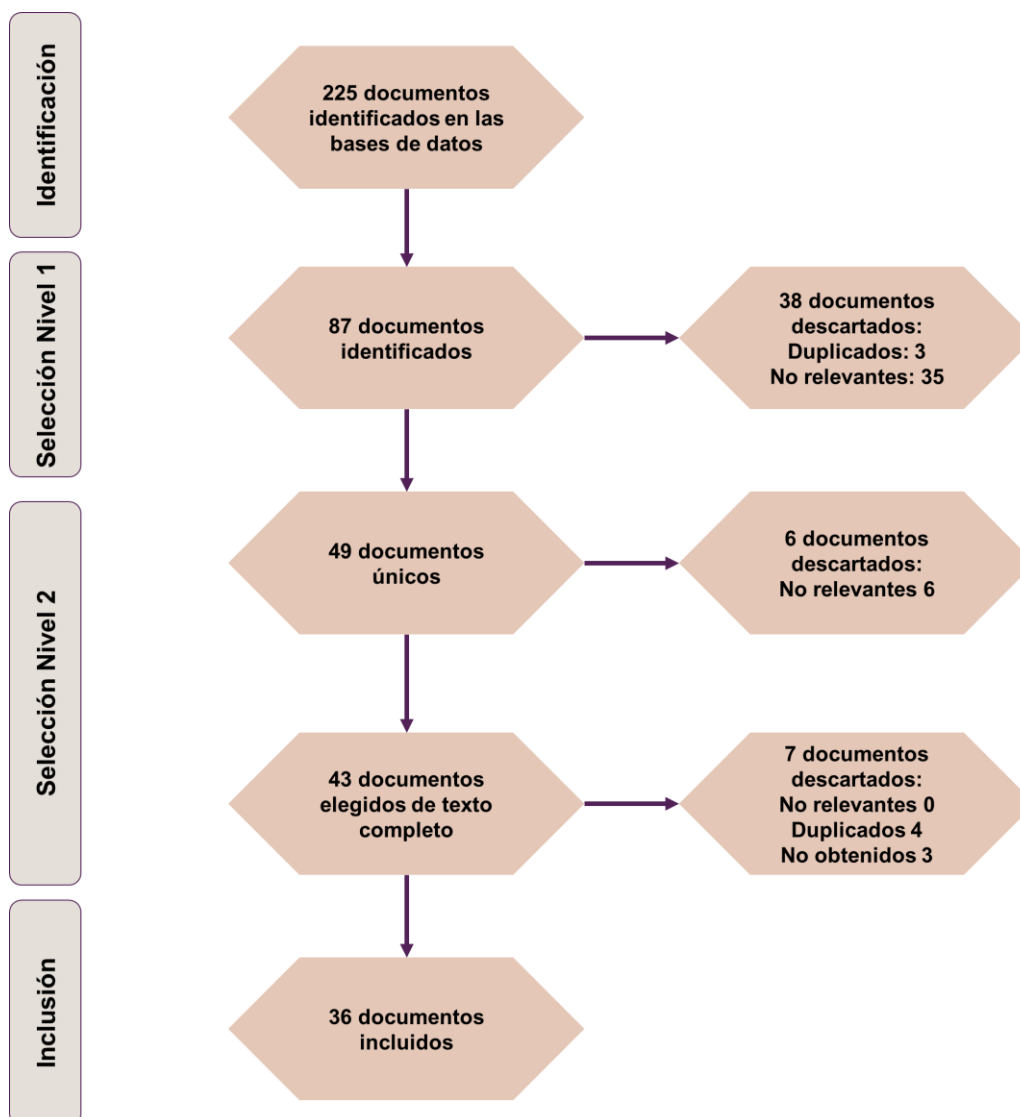 Identificación
225 documentos
identificados en las
bases de datos
Selección Nivel 1
87 documentos
identificados
38 documentos
descartados:
Duplicados: 3
No relevantes: 35
Selección Nivel 2
49 documentos
únicos
6 documentos
descartados:
No relevantes 6
43 documentos
elegidos de texto
completo
7 documentos
descartados:
No relevantes 0
Duplicados 4
No obtenidos 3
Inclusión
36 documentos
incluidos